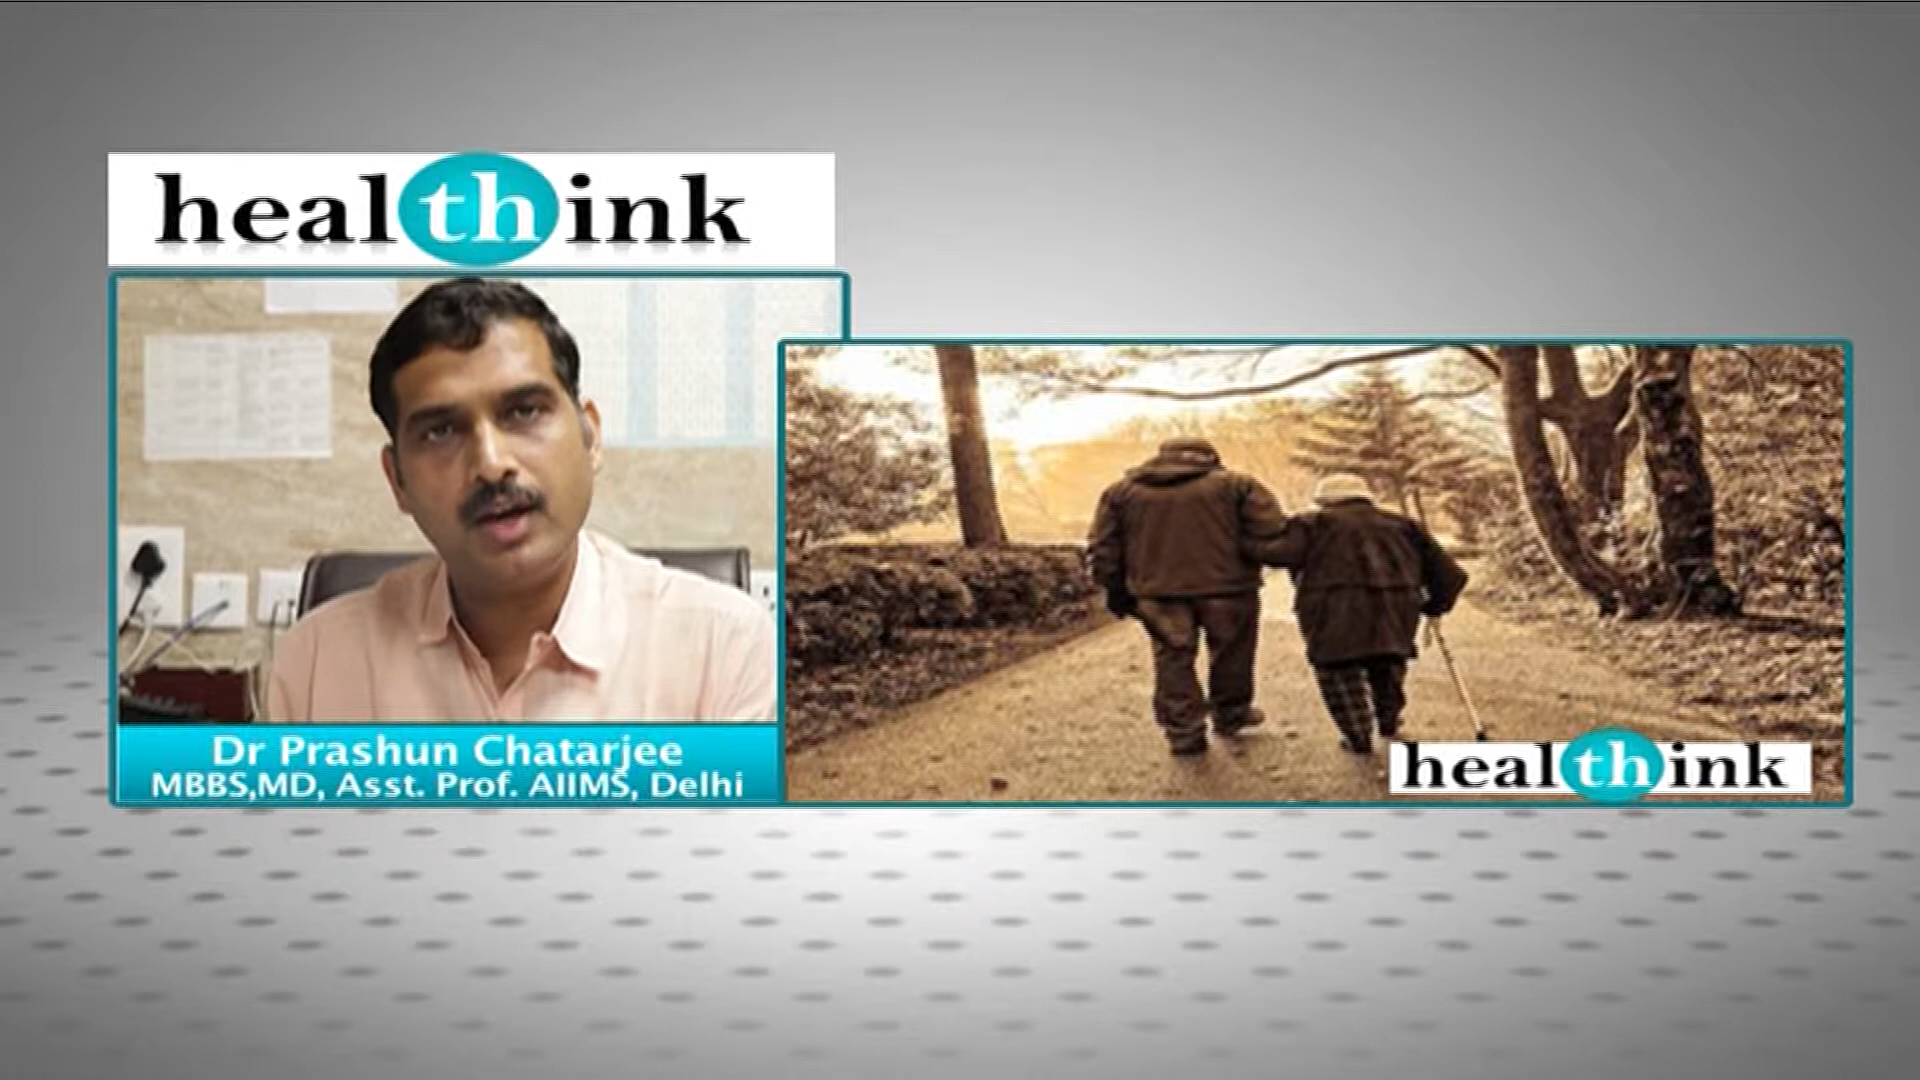 healthink
Dr Prashun Chatarjee
MBBS,MD, Asst. Prof. AIIMS, Delhi
healthink